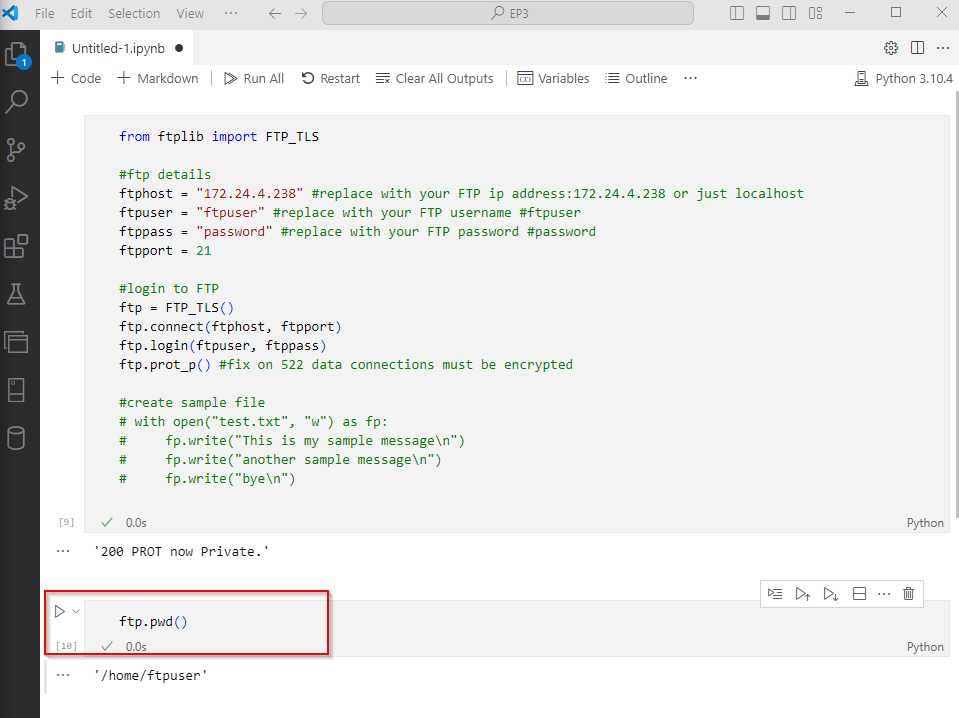 File Edit Selection View ··· ← → EP3
Untitled-1.ipynb ●
+ Code + Markdown Run All Restart Clear All Outputs Variables Outline ··· Python 3.10.4
1
from ftplib import FTP_TLS
#ftp details
ftphost = "172.24.4.238" #replace with your FTP ip address:172.24.4.238 or just localhost
ftpuser = "ftpuser" #replace with your FTP username #ftpuser
ftppass = "password" #replace with your FTP password #password
ftpport = 21
#login to FTP
ftp = FTP_TLS()
ftp.connect(ftphost, ftpport)
ftp.login(ftpuser, ftppass)
ftp.prot_p() #fix on 522 data connections must be encrypted
#create sample file
# with open("test.txt", "w") as fp:
#     fp.write("This is my sample message\n")
#     fp.write("another sample message\n")
#     fp.write("bye\n")
[9] ✓ 0.0s Python
··· '200 PROT now Private.'
ftp.pwd()
[10] ✓ 0.0s Python
··· '/home/ftpuser'